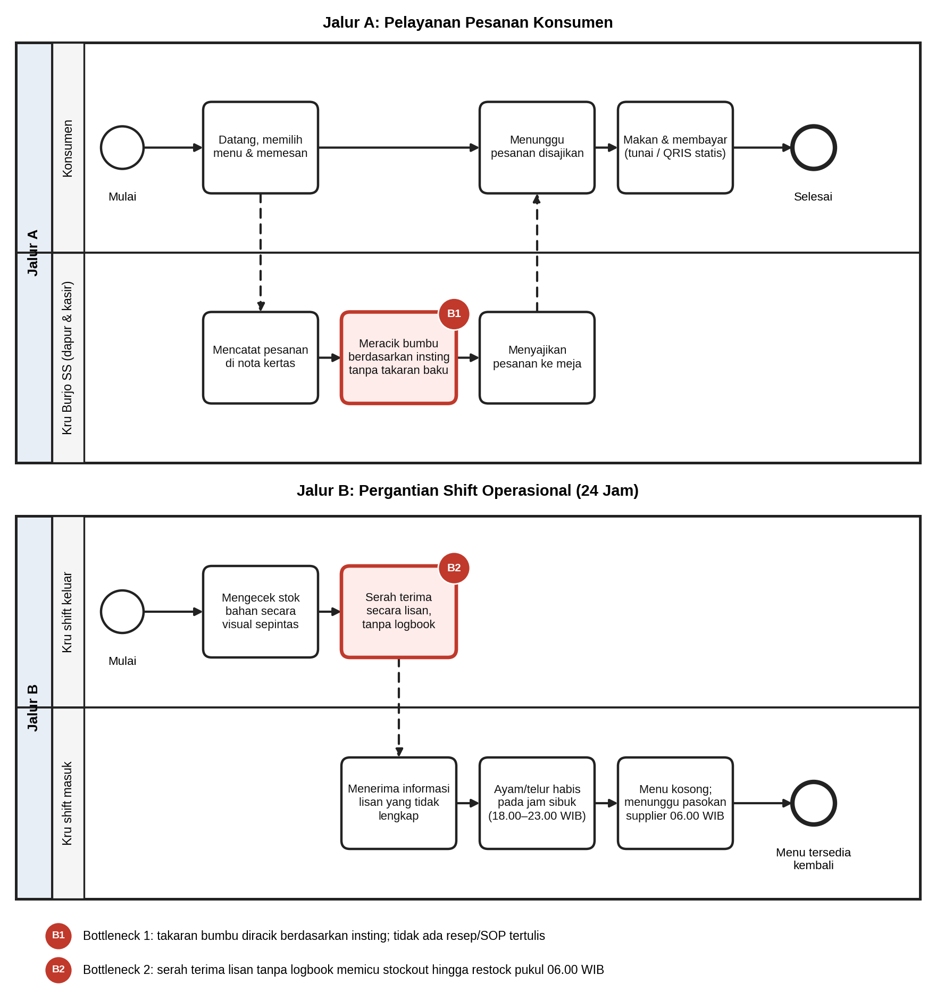 Jalur A: Pelayanan Pesanan Konsumen
Jalur A
Konsumen
Mulai
Datang, memilih
menu & memesan
Menunggu
pesanan disajikan
Makan & membayar
(tunai / QRIS statis)
Selesai
Kru Burjo SS (dapur & kasir)
Mencatat pesanan
di nota kertas
B1
Meracik bumbu
berdasarkan insting
tanpa takaran baku
Menyajikan
pesanan ke meja
Jalur B: Pergantian Shift Operasional (24 Jam)
Jalur B
Kru shift keluar
Mulai
Mengecek stok
bahan secara
visual sepintas
B2
Serah terima
secara lisan,
tanpa logbook
Kru shift masuk
Menerima informasi
lisan yang tidak
lengkap
Ayam/telur habis
pada jam sibuk
(18.00–23.00 WIB)
Menu kosong;
menunggu pasokan
supplier 06.00 WIB
Menu tersedia
kembali
B1 Bottleneck 1: takaran bumbu diracik berdasarkan insting; tidak ada resep/SOP tertulis
B2 Bottleneck 2: serah terima lisan tanpa logbook memicu stockout hingga restock pukul 06.00 WIB